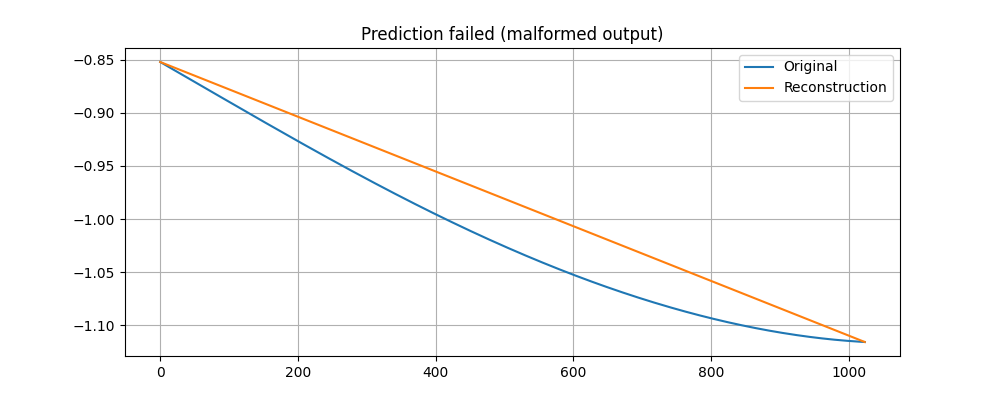 Prediction failed (malformed output)
Original
Reconstruction
−0.85
−0.90
−0.95
−1.00
−1.05
−1.10
0 200 400 600 800 1000